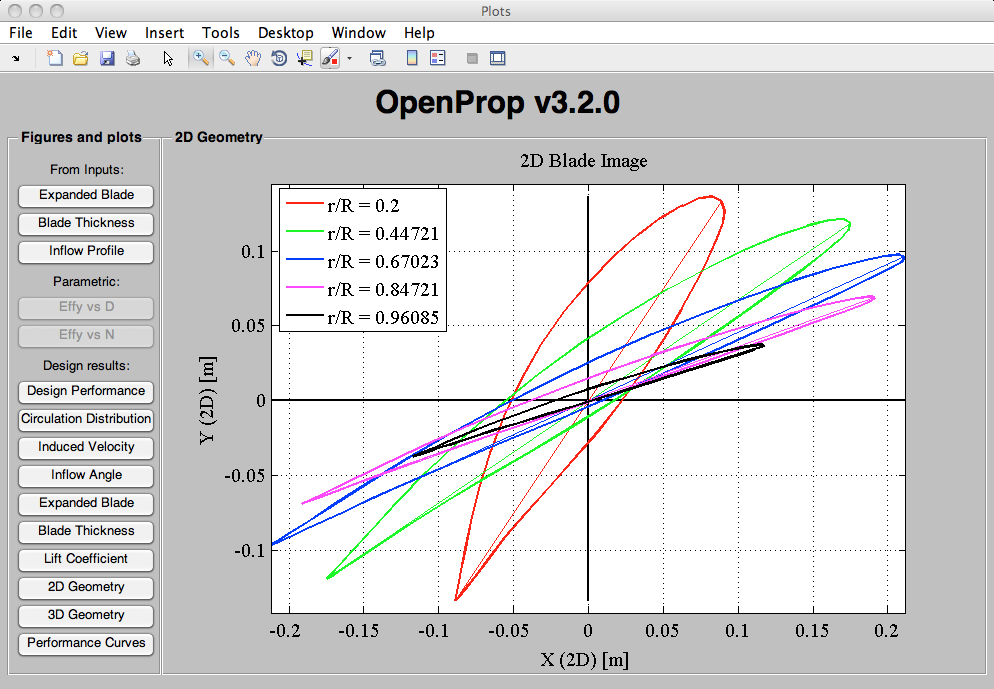 Plots
File Edit View Insert Tools Desktop Window Help
OpenProp v3.2.0
Figures and plots
From Inputs:
Expanded Blade
Blade Thickness
Inflow Profile
Parametric:
Effy vs D
Effy vs N
Design results:
Design Performance
Circulation Distribution
Induced Velocity
Inflow Angle
Expanded Blade
Blade Thickness
Lift Coefficient
2D Geometry
3D Geometry
Performance Curves
2D Geometry
2D Blade Image
r/R = 0.2
r/R = 0.44721
r/R = 0.67023
r/R = 0.84721
r/R = 0.96085
Y (2D) [m]
0.1
0.05
0
-0.05
-0.1
-0.2 -0.15 -0.1 -0.05 0 0.05 0.1 0.15 0.2
X (2D) [m]